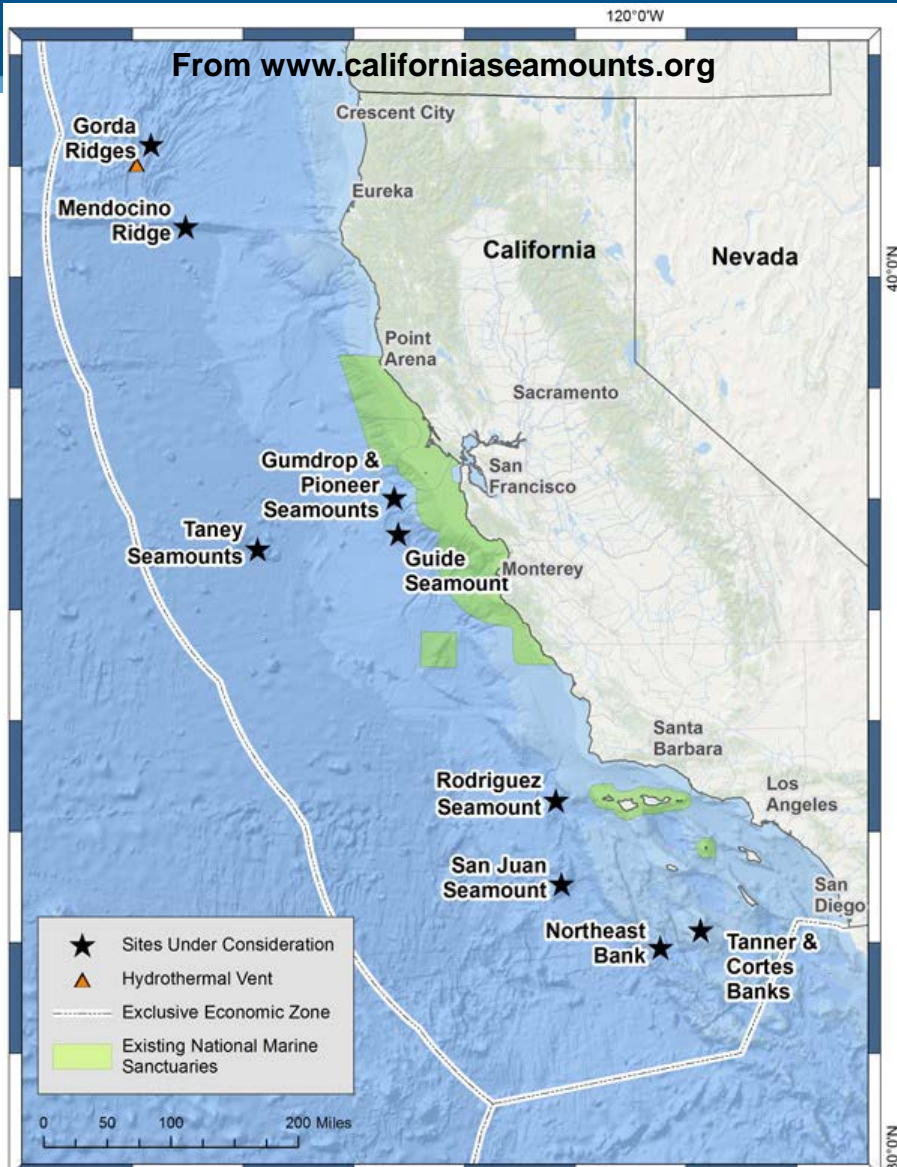 120°0'W
From www.californiaseamounts.org
Crescent City
Gorda
Ridges
Eureka
Mendocino
Ridge
California
Nevada
40°0'N
Point
Arena
Sacramento
Gumdrop &
Pioneer
Seamounts
San
Francisco
Taney
Seamounts
Guide
Seamount
Monterey
Santa
Barbara
Rodriguez
Seamount
Los
Angeles
San Juan
Seamount
San
Diego
Northeast
Bank
Tanner &
Cortes
Banks
Sites Under Consideration
Hydrothermal Vent
Exclusive Economic Zone
Existing National Marine
Sanctuaries
0 50 100 200 Miles